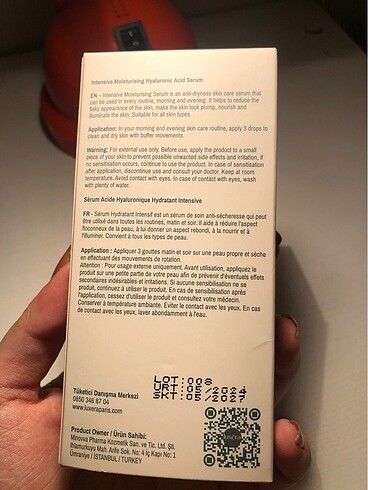 Intensive Moisturising Hyaluronic Acid Serum
EN – Intensive Moisturising Serum is an anti-dryness skin care serum that
can be used in every routine, morning and evening. It helps to reduce the
flaky appearance of the skin, make the skin look plump, nourish and
illuminate the skin. Suitable for all skin types.
Application: In your morning and evening skin care routine, apply 3 drops to
clean and dry skin with buffer movements.
Warning: For external use only. Before use, apply the product to a small
piece of your skin to prevent possible unwanted side effects and irritation, if
no sensitisation occurs, continue to use the product. In case of sensitisation
after application, discontinue use and consult your doctor. Keep at room
temperature. Avoid contact with eyes. In case of contact with eyes, wash
with plenty of water.
Sérum Acide Hyaluronique Hydratant Intensive
FR - Sérum Hydratant Intensif est un sérum de soin anti-sécheresse qui peut
être utilisé dans toutes les routines, matin et soir. Il aide à réduire l'aspect
floconneux de la peau, à lui donner un aspect rebondi, à la nourrir et à
l'illuminer. Convient à tous les types de peau.
Application : Appliquer 3 gouttes matin et soir sur une peau propre et sèche
en effectuant des mouvements de rotation.
Attention : Pour usage externe uniquement. Avant utilisation, appliquez le
produit sur une petite partie de votre peau afin de prévenir d'éventuels effets
secondaires indésirables et irritations. Si aucune sensibilisation ne se
produit, continuez à utiliser le produit. En cas de sensibilisation après
l'application, cessez d'utiliser le produit et consultez votre médecin.
Conserver à température ambiante. Éviter le contact avec les yeux. En cas
de contact avec les yeux, laver abondamment à l'eau.
LOT: 008
URT: 05/2024
SKT: 05/2027
Tüketici Danışma Merkezi
0850 346 87 04
www.luxeraparis.com
Product Owner / Ürün Sahibi:
Minovva Pharma Kozmetik San. ve Tic. Ltd. Şti.
Ihlamurkuyu Mah. Arife Sok. No: 4 İç Kapı No: 1
Ümraniye / İSTANBUL / TURKEY